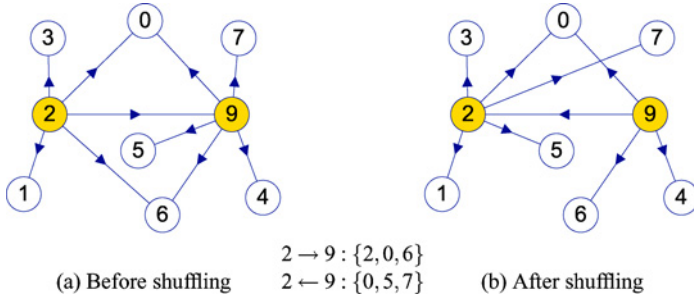 3 0 7
2 9
5
1 6 4
3 0 7
2 9
5
1 6 4
2 → 9 : {2, 0, 6}
2 ← 9 : {0, 5, 7}
(a) Before shuffling
(b) After shuffling